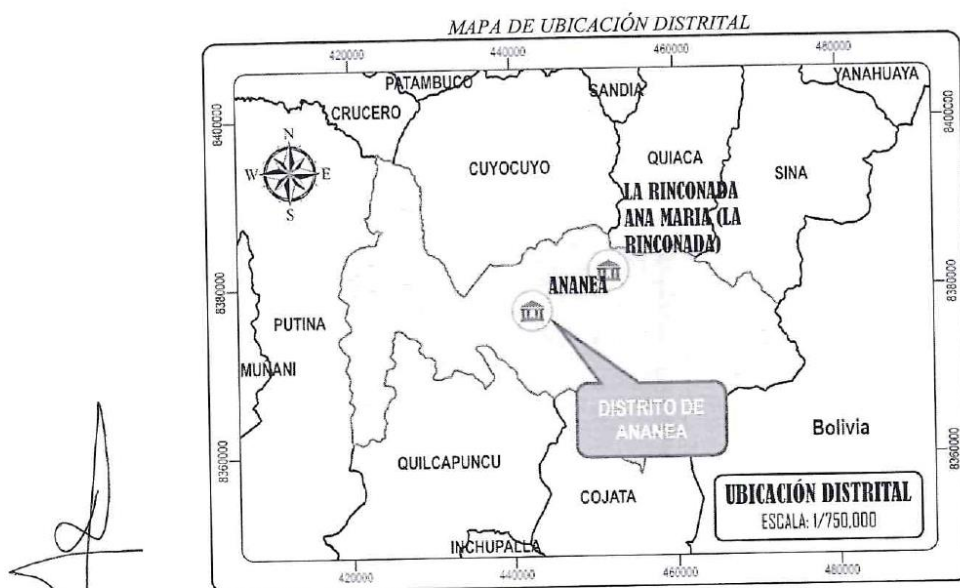 MAPA DE UBICACIÓN DISTRITAL
420000 440000 460000 480000
PATAMBUCO
SANDIA
YANAHUAYA
CRUCERO
8400000
8400000
N
W E
S
CUYOCUYO
QUIACA
SINA
LA RINCONADA
ANA MARIA (LA
RINCONADA)
8380000
8380000
ANANEA
PUTINA
MUÑANI
DISTRITO DE
ANANEA
Bolivia
8360000
8360000
QUILCAPUNCU
COJATA
UBICACIÓN DISTRITAL
ESCALA: 1/750,000
INCHUPALLA
420000 440000 460000 480000